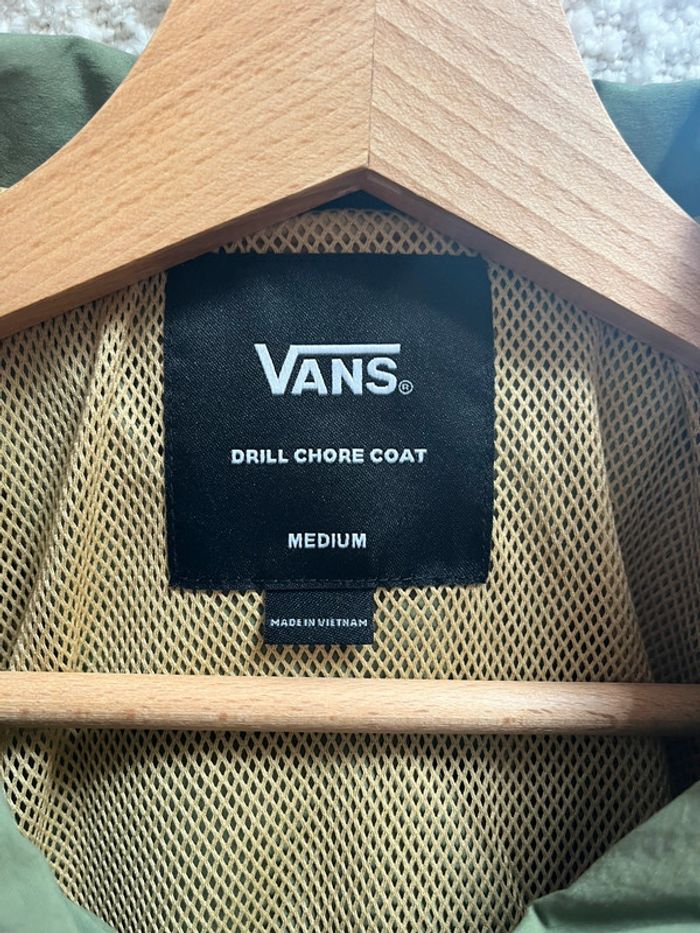 VANS®
DRILL CHORE COAT
MEDIUM
MADE IN VIETNAM